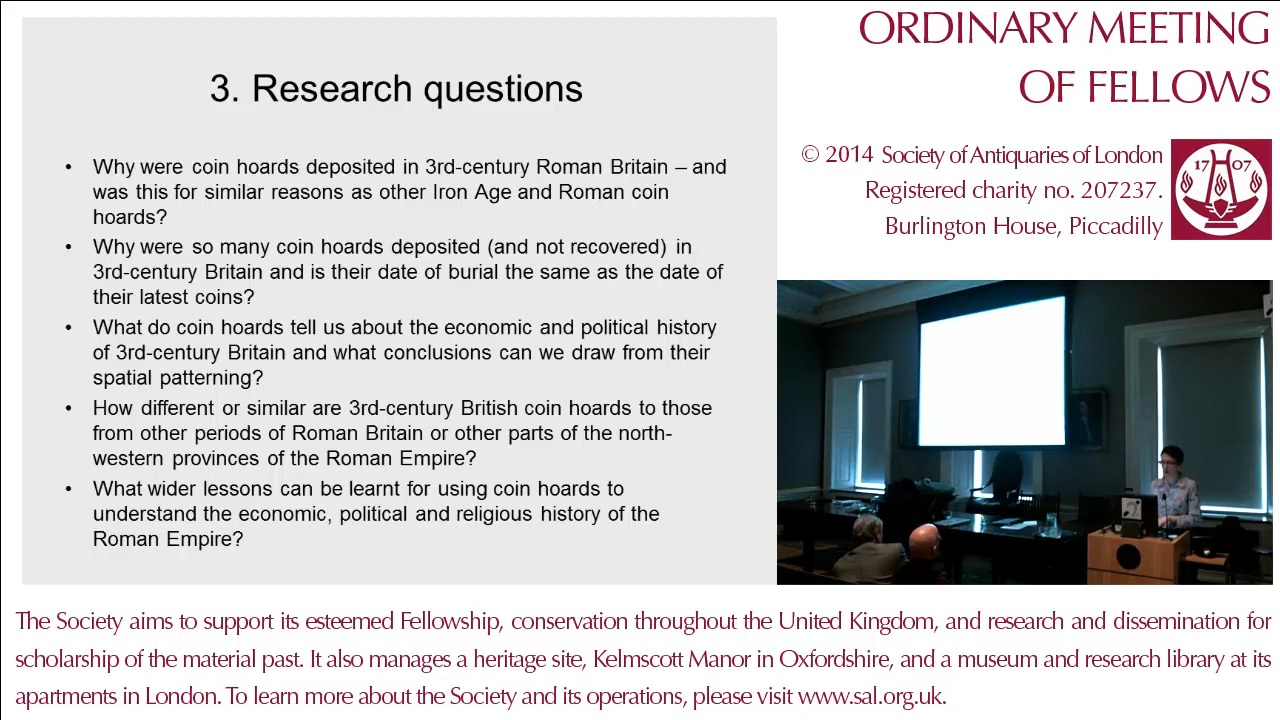 3. Research questions
• Why were coin hoards deposited in 3rd-century Roman Britain – and
was this for similar reasons as other Iron Age and Roman coin
hoards?
• Why were so many coin hoards deposited (and not recovered) in
3rd-century Britain and is their date of burial the same as the date of
their latest coins?
• What do coin hoards tell us about the economic and political history
of 3rd-century Britain and what conclusions can we draw from their
spatial patterning?
• How different or similar are 3rd-century British coin hoards to those
from other periods of Roman Britain or other parts of the north-
western provinces of the Roman Empire?
• What wider lessons can be learnt for using coin hoards to
understand the economic, political and religious history of the
Roman Empire?
ORDINARY MEETING
OF FELLOWS
© 2014 Society of Antiquaries of London
Registered charity no. 207237.
Burlington House, Piccadilly
17 07
The Society aims to support its esteemed Fellowship, conservation throughout the United Kingdom, and research and dissemination for
scholarship of the material past. It also manages a heritage site, Kelmscott Manor in Oxfordshire, and a museum and research library at its
apartments in London. To learn more about the Society and its operations, please visit www.sal.org.uk.